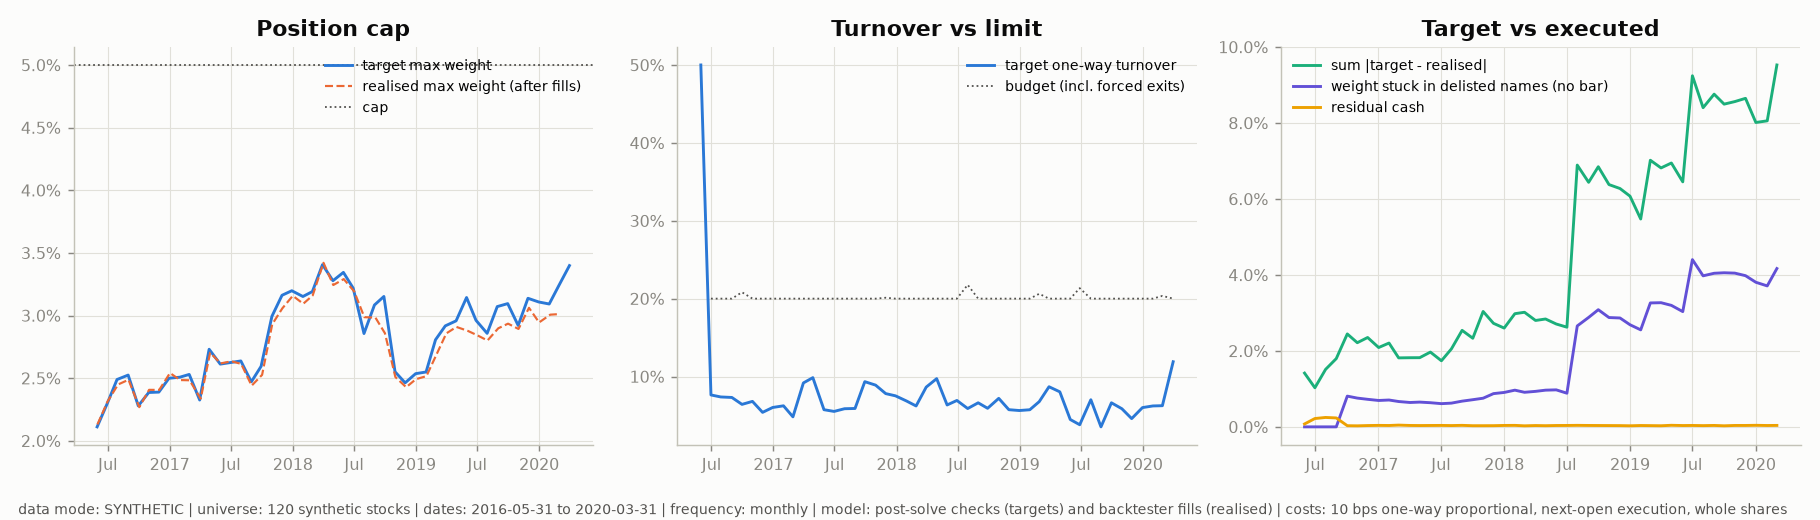 Position cap
5.0%
4.5%
4.0%
3.5%
3.0%
2.5%
2.0%
target max weight
realised max weight (after fills)
cap
Jul 2017 Jul 2018 Jul 2019 Jul 2020
Turnover vs limit
50%
40%
30%
20%
10%
target one-way turnover
budget (incl. forced exits)
Jul 2017 Jul 2018 Jul 2019 Jul 2020
Target vs executed
10.0%
8.0%
6.0%
4.0%
2.0%
0.0%
sum |target - realised|
weight stuck in delisted names (no bar)
residual cash
Jul 2017 Jul 2018 Jul 2019 Jul 2020
data mode: SYNTHETIC | universe: 120 synthetic stocks | dates: 2016-05-31 to 2020-03-31 | frequency: monthly | model: post-solve checks (targets) and backtester fills (realised) | costs: 10 bps one-way proportional, next-open execution, whole shares